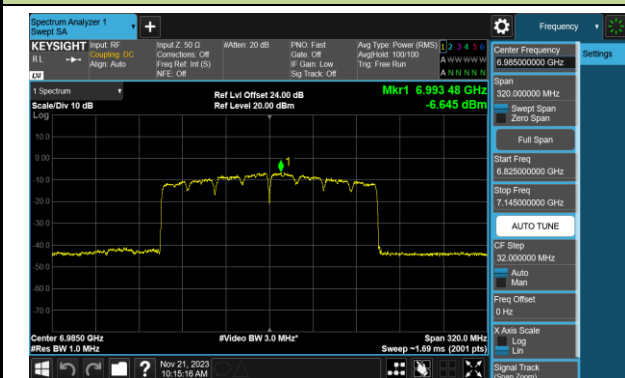 Spectrum Analyzer 1
Swept SA
+
Frequency
KEYSIGHT
RL
LXI
Input: RF
Coupling: DC
Align: Auto
Input Z: 50 Ω
Corrections: Off
Freq Ref: Int (S)
NFE: Off
#Atten: 20 dB
PNO: Fast
Gate: Off
IF Gain: Low
Sig Track: Off
Avg Type: Power (RMS)
Avg|Hold: 100/100
Trig: Free Run
1 2 3 4 5 6
A W W W W W
A N N N N N
1 Spectrum
Scale/Div 10 dB
Log
Ref Lvl Offset 24.00 dB
Ref Level 20.00 dBm
Mkr1 6.993 48 GHz
-6.645 dBm
10.0
0.00
-10.0
-20.0
-30.0
-40.0
-50.0
-60.0
-70.0
1
Center 6.9850 GHz
#Res BW 1.0 MHz
#Video BW 3.0 MHz*
Span 320.0 MHz
Sweep ~1.69 ms (2001 pts)
Nov 21, 2023
10:15:16 AM
?
Center Frequency
6.985000000 GHz
Settings
Span
320.000000 MHz
Swept Span
Zero Span
Full Span
Start Freq
6.825000000 GHz
Stop Freq
7.145000000 GHz
AUTO TUNE
CF Step
32.000000 MHz
Auto
Man
Freq Offset
0 Hz
X Axis Scale
Log
Lin
Signal Track
(Span Zoom)